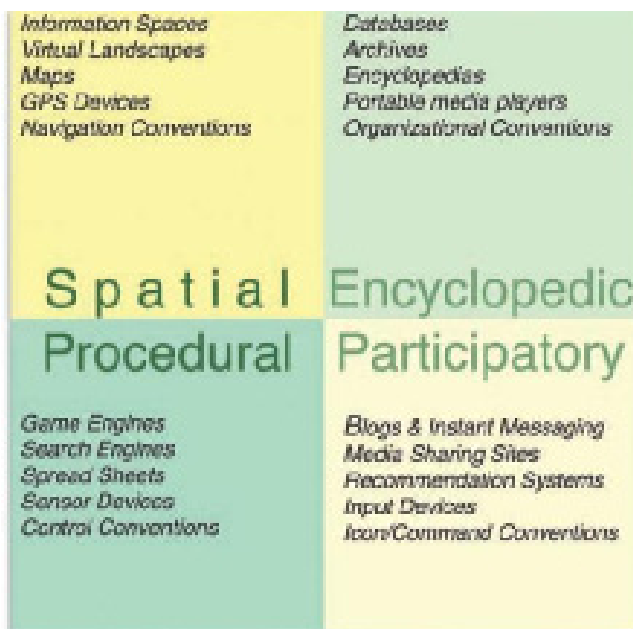 Information Spaces
Virtual Landscapes
Maps
GPS Devices
Navigation Conventions
Databases
Archives
Encyclopedias
Portable media players
Organizational Conventions
Spatial
Encyclopedic
Procedural
Participatory
Game Engines
Search Engines
Spread Sheets
Sensor Devices
Control Conventions
Blogs & Instant Messaging
Media Sharing Sites
Recommendation Systems
Input Devices
Icon/Command Conventions